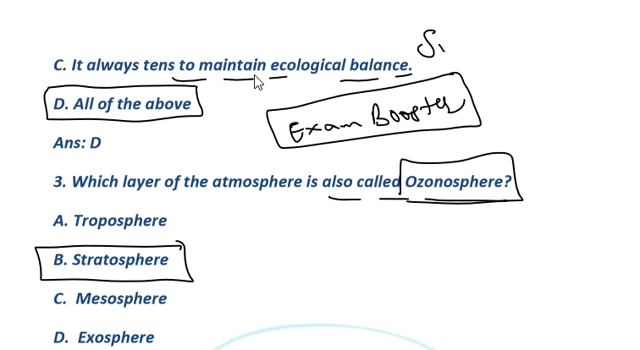 C. It always tens to maintain ecological balance.
D. All of the above
Exam Booster
Ans: D
3. Which layer of the atmosphere is also called Ozonosphere?
A. Troposphere
B. Stratosphere
C. Mesosphere
D. Exosphere